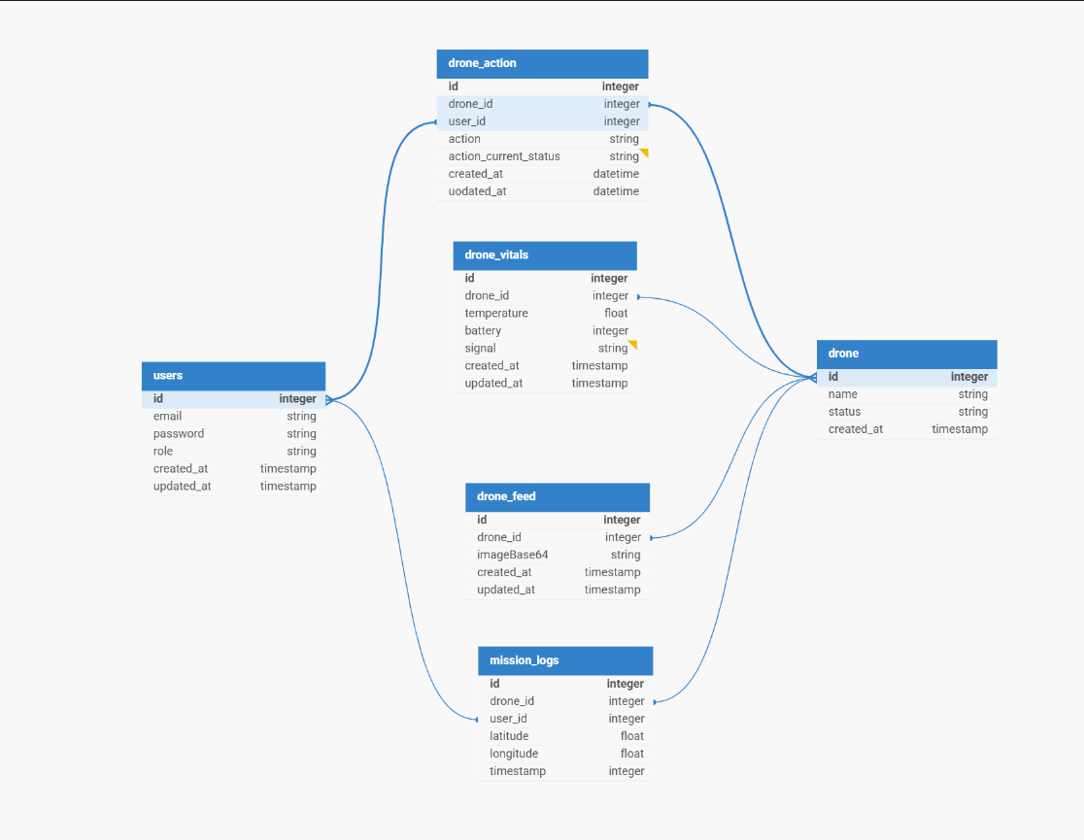 drone_action
id integer
drone_id integer
user_id integer
action string
action_current_status string
created_at datetime
uodated_at datetime
drone_vitals
id integer
drone_id integer
temperature float
battery integer
signal string
created_at timestamp
updated_at timestamp
users
id integer
email string
password string
role string
created_at timestamp
updated_at timestamp
drone
id integer
name string
status string
created_at timestamp
drone_feed
id integer
drone_id integer
imageBase64 string
created_at timestamp
updated_at timestamp
mission_logs
id integer
drone_id integer
user_id integer
latitude float
longitude float
timestamp integer